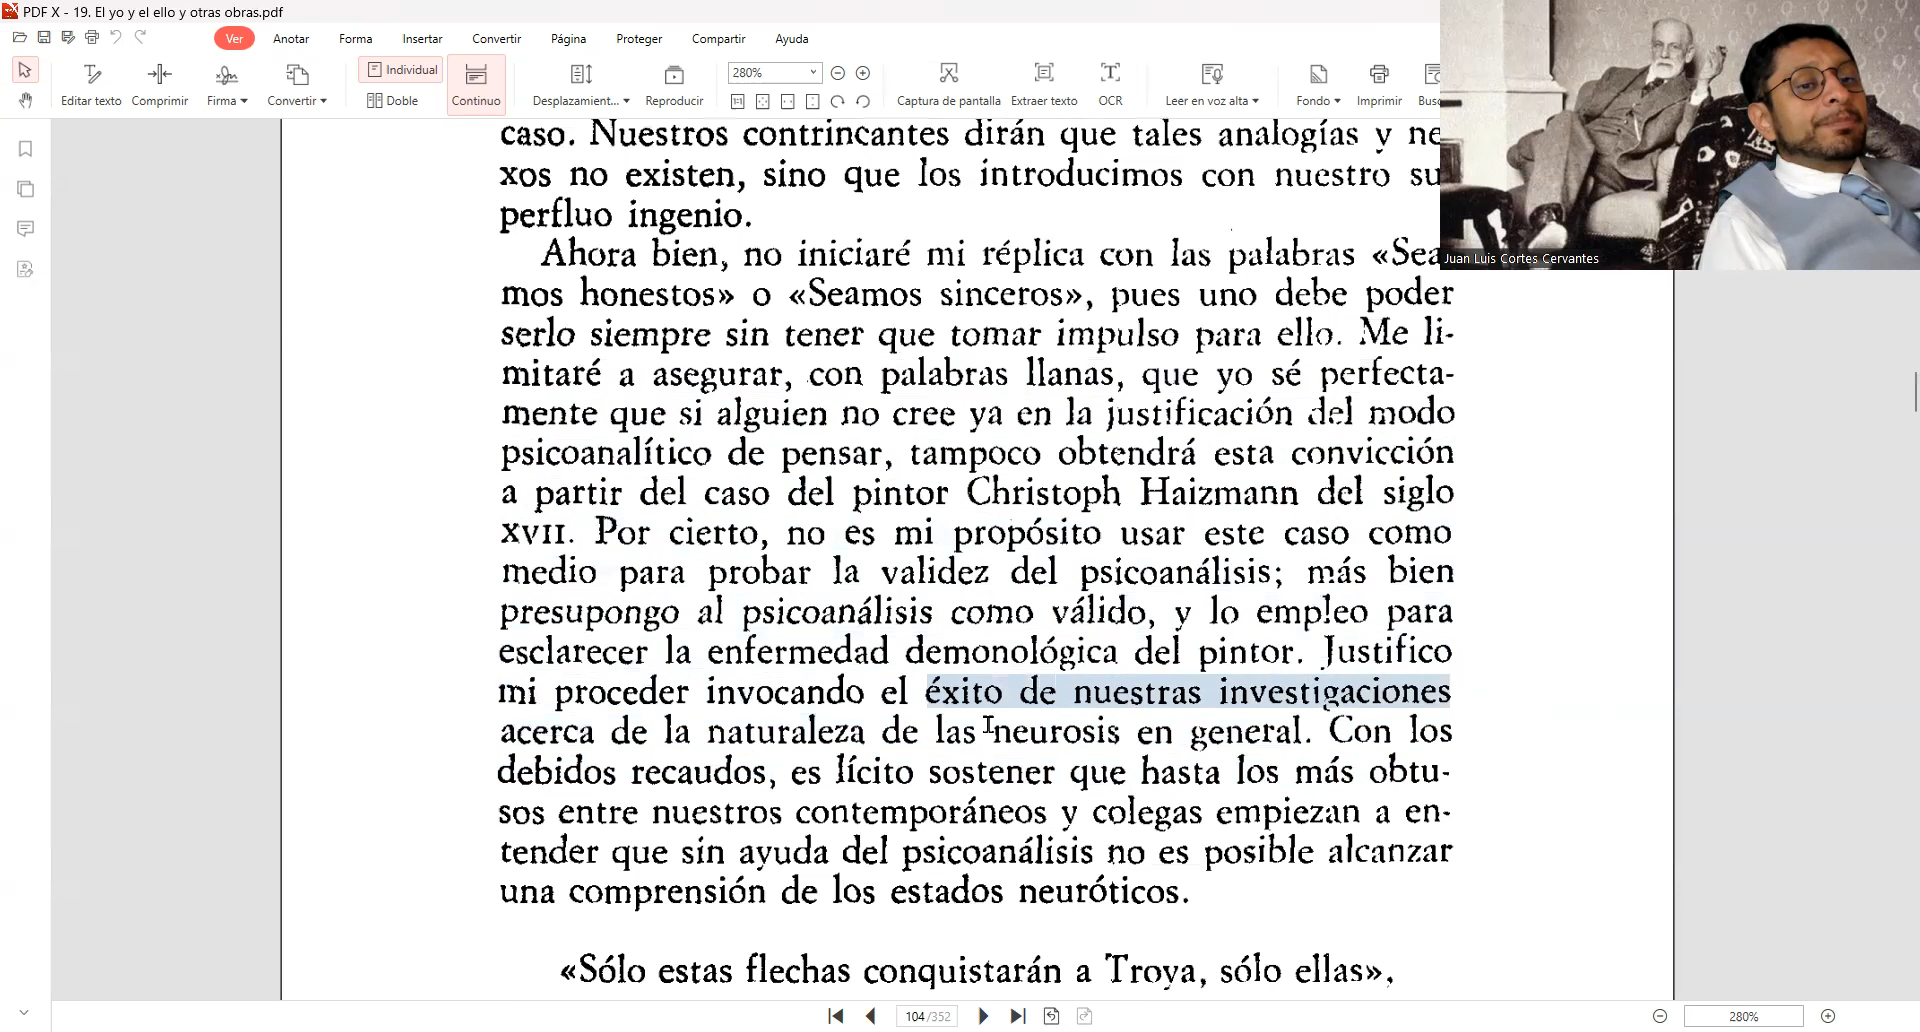 PDF X - 19. El yo y el ello y otras obras.pdf
Ver Anotar Forma Insertar Convertir Página Proteger Compartir Ayuda
Individual 280%
Editar texto Comprimir Firma Convertir Doble Continuo Desplazamient... Reproducir Captura de pantalla Extraer texto OCR Leer en voz alta Fondo Imprimir Busc
caso. Nuestros contrincantes dirán que tales analogías y ne
xos no existen, sino que los introducimos con nuestro su
perfluo ingenio.
Ahora bien, no iniciaré mi réplica con las palabras «Sea
Juan Luis Cortes Cervantes
mos honestos» o «Seamos sinceros», pues uno debe poder
serlo siempre sin tener que tomar impulso para ello. Me li-
mitaré a asegurar, con palabras llanas, que yo sé perfecta-
mente que si alguien no cree ya en la justificación del modo
psicoanalítico de pensar, tampoco obtendrá esta convicción
a partir del caso del pintor Christoph Haizmann del siglo
XVII. Por cierto, no es mi propósito usar este caso como
medio para probar la validez del psicoanálisis; más bien
presupongo al psicoanálisis como válido, y lo empleo para
esclarecer la enfermedad demonológica del pintor. Justifico
mi proceder invocando el éxito de nuestras investigaciones
acerca de la naturaleza de las neurosis en general. Con los
debidos recaudos, es lícito sostener que hasta los más obtu-
sos entre nuestros contemporáneos y colegas empiezan a en-
tender que sin ayuda del psicoanálisis no es posible alcanzar
una comprensión de los estados neuróticos.
«Sólo estas flechas conquistarán a Troya, sólo ellas»,
104 /352 280%